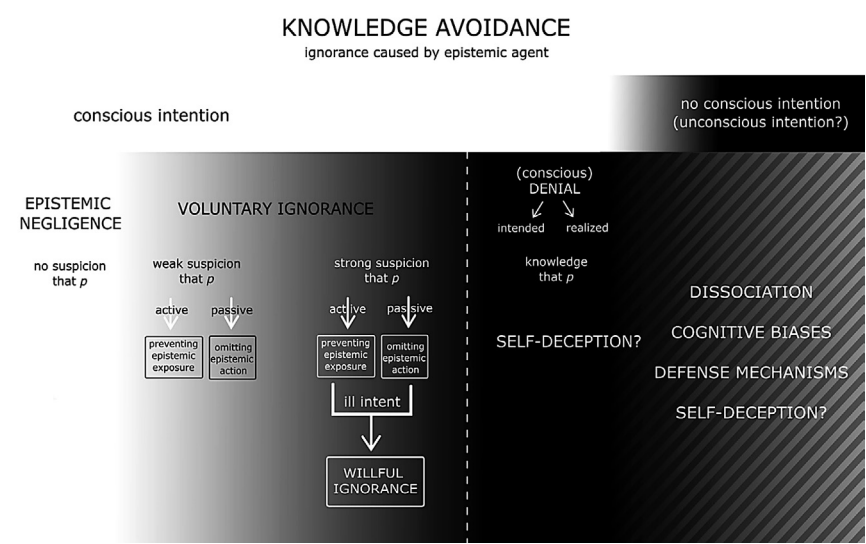 KNOWLEDGE AVOIDANCE
ignorance caused by epistemic agent
conscious intention
no conscious intention
(unconscious intention?)
EPISTEMIC
NEGLIGENCE
no suspicion
that p
VOLUNTARY IGNORANCE
weak suspicion
that p
active
passive
preventing
epistemic
exposure
omitting
epistemic
action
strong suspicion
that p
active
passive
preventing
epistemic
exposure
omitting
epistemic
action
ill intent
WILLFUL
IGNORANCE
(conscious)
DENIAL
intended
realized
knowledge
that p
SELF-DECEPTION?
DISSOCIATION
COGNITIVE BIASES
DEFENSE MECHANISMS
SELF-DECEPTION?